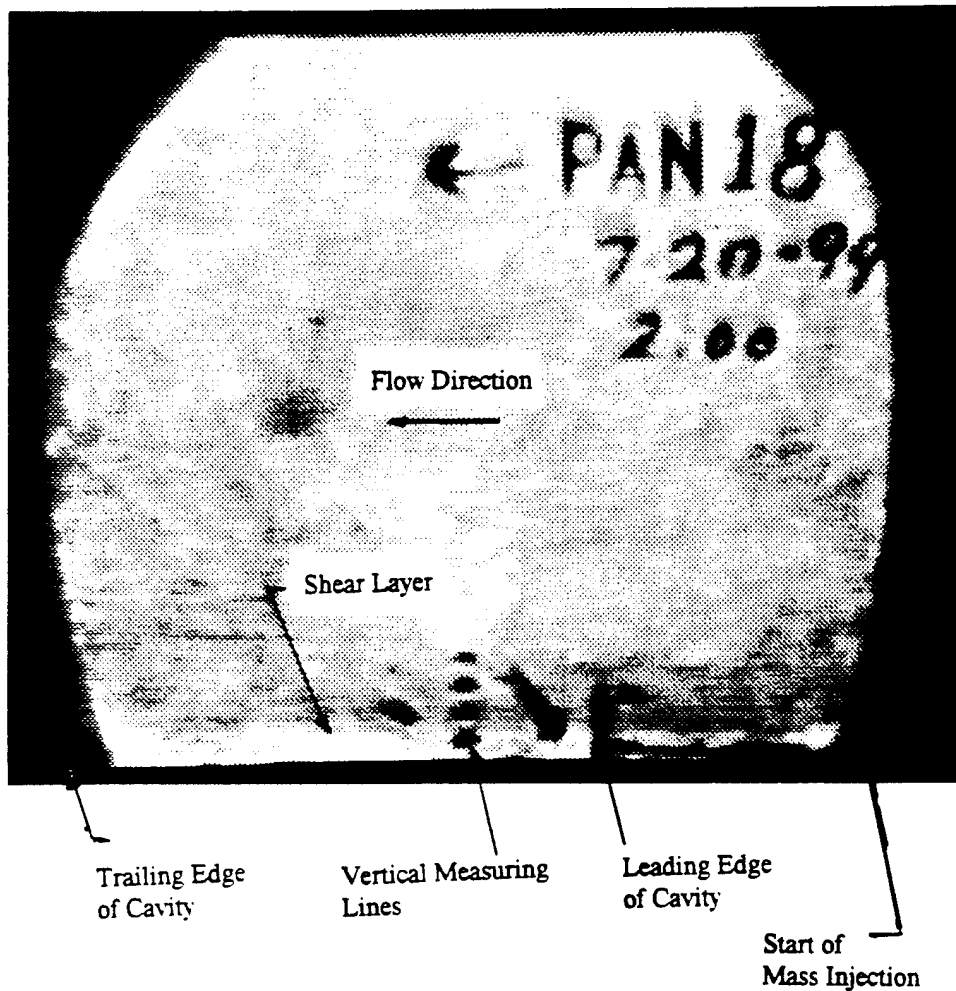 PAN 18
7 20-99
2.00
Flow Direction
Shear Layer
Trailing Edge
of Cavity
Vertical Measuring
Lines
Leading Edge
of Cavity
Start of
Mass Injection